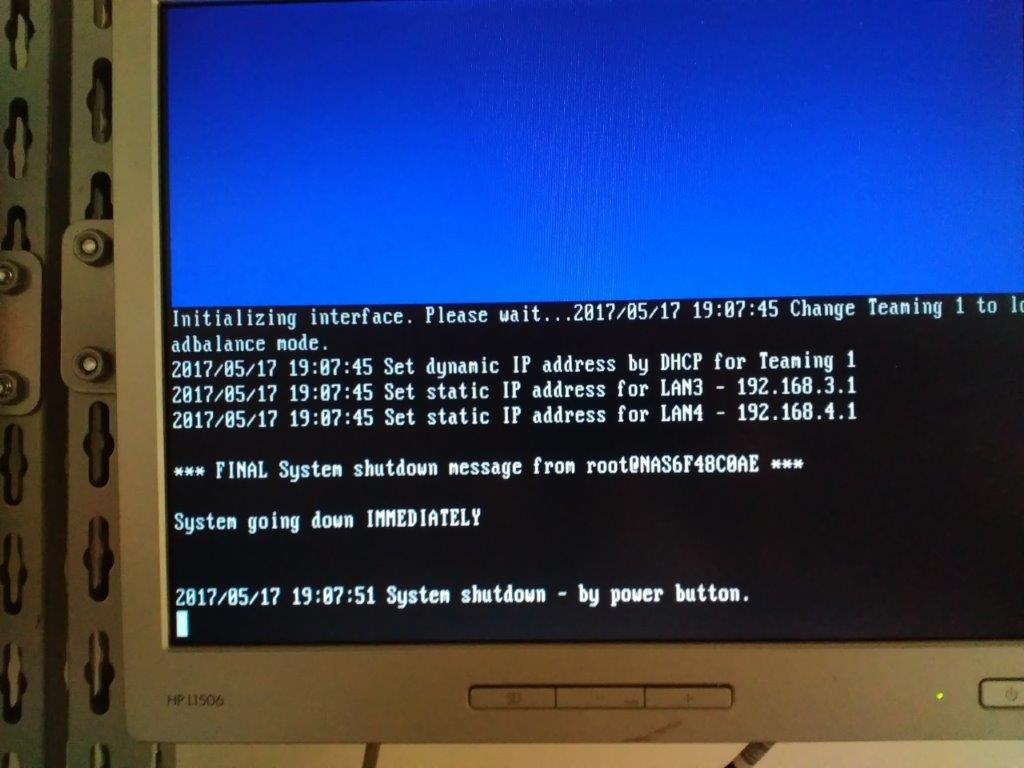 Initializing interface. Please wait...2017/05/17 19:07:45 Change Teaming 1 to lo
adbalance mode.
2017/05/17 19:07:45 Set dynamic IP address by DHCP for Teaming 1
2017/05/17 19:07:45 Set static IP address for LAN3 - 192.168.3.1
2017/05/17 19:07:45 Set static IP address for LAN4 - 192.168.4.1
*** FINAL System shutdown message from root@NAS6F48C0AE ***
System going down IMMEDIATELY
2017/05/17 19:07:51 System shutdown - by power button.
HP L1506